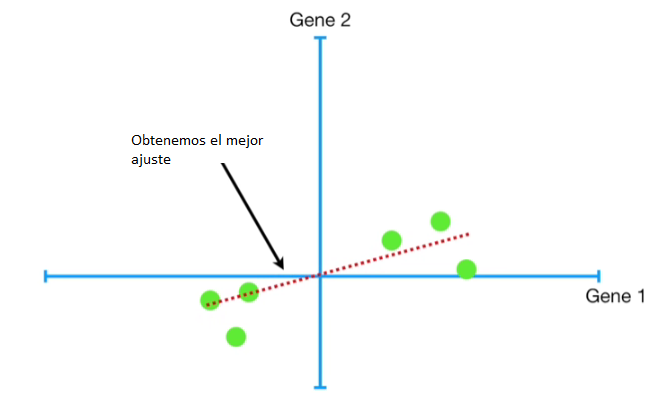 Gene 2
Obtenemos el mejor
ajuste
Gene 1